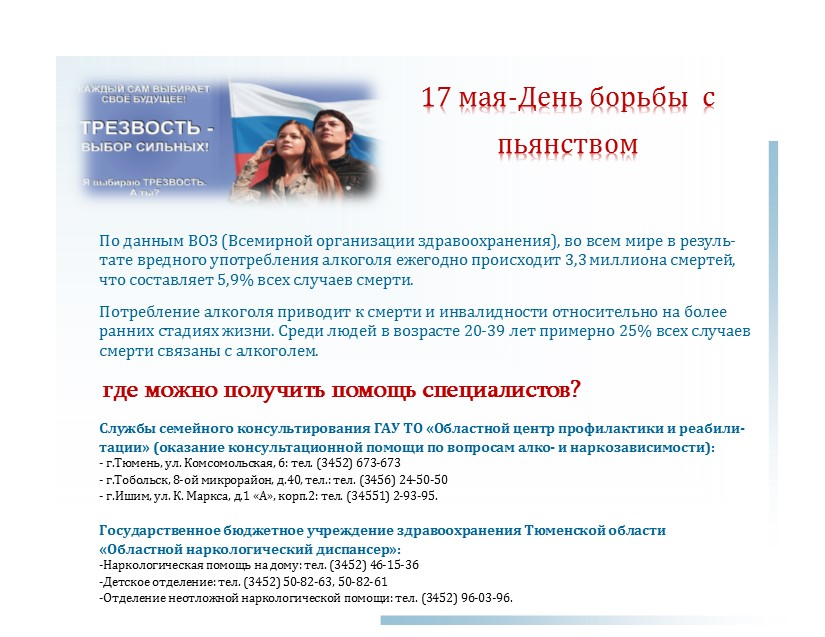 КАЖДЫЙ САМ ВЫБИРАЕТ
СВОЁ БУДУЩЕЕ!
ТРЕЗВОСТЬ -
ВЫБОР СИЛЬНЫХ!
Я выбираю ТРЕЗВОСТЬ.
А ты?
17 мая-День борьбы с
пьянством
По данным ВОЗ (Всемирной организации здравоохранения), во всем мире в резуль-
тате вредного употребления алкоголя ежегодно происходит 3,3 миллиона смертей,
что составляет 5,9% всех случаев смерти.
Потребление алкоголя приводит к смерти и инвалидности относительно на более
ранних стадиях жизни. Среди людей в возрасте 20-39 лет примерно 25% всех случаев
смерти связаны с алкоголем.
где можно получить помощь специалистов?
Службы семейного консультирования ГАУ ТО «Областной центр профилактики и реабили-
тации» (оказание консультационной помощи по вопросам алко- и наркозависимости):
- г.Тюмень, ул. Комсомольская, 6: тел. (3452) 673-673
- г.Тобольск, 8-ой микрорайон, д.40, тел.: тел. (3456) 24-50-50
- г.Ишим, ул. К. Маркса, д.1 «А», корп.2: тел. (34551) 2-93-95.
Государственное бюджетное учреждение здравоохранения Тюменской области
«Областной наркологический диспансер»:
-Наркологическая помощь на дому: тел. (3452) 46-15-36
-Детское отделение: тел. (3452) 50-82-63, 50-82-61
-Отделение неотложной наркологической помощи: тел. (3452) 96-03-96.